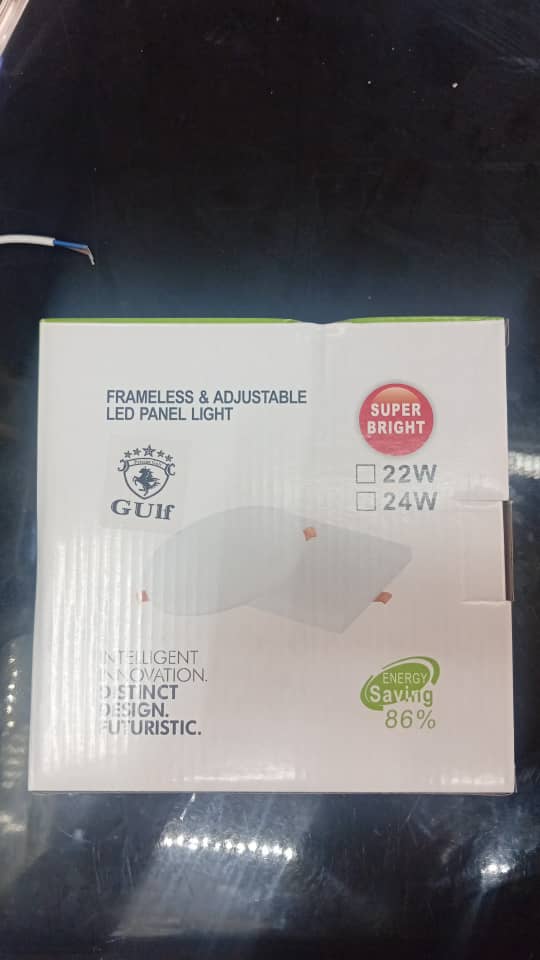 FRAMELESS & ADJUSTABLE
LED PANEL LIGHT
SUPER
BRIGHT
22W
24W
GUlf
INTELLIGENT
INNOVATION.
DISTINCT
DESIGN.
FUTURISTIC.
ENERGY
Saving
86%